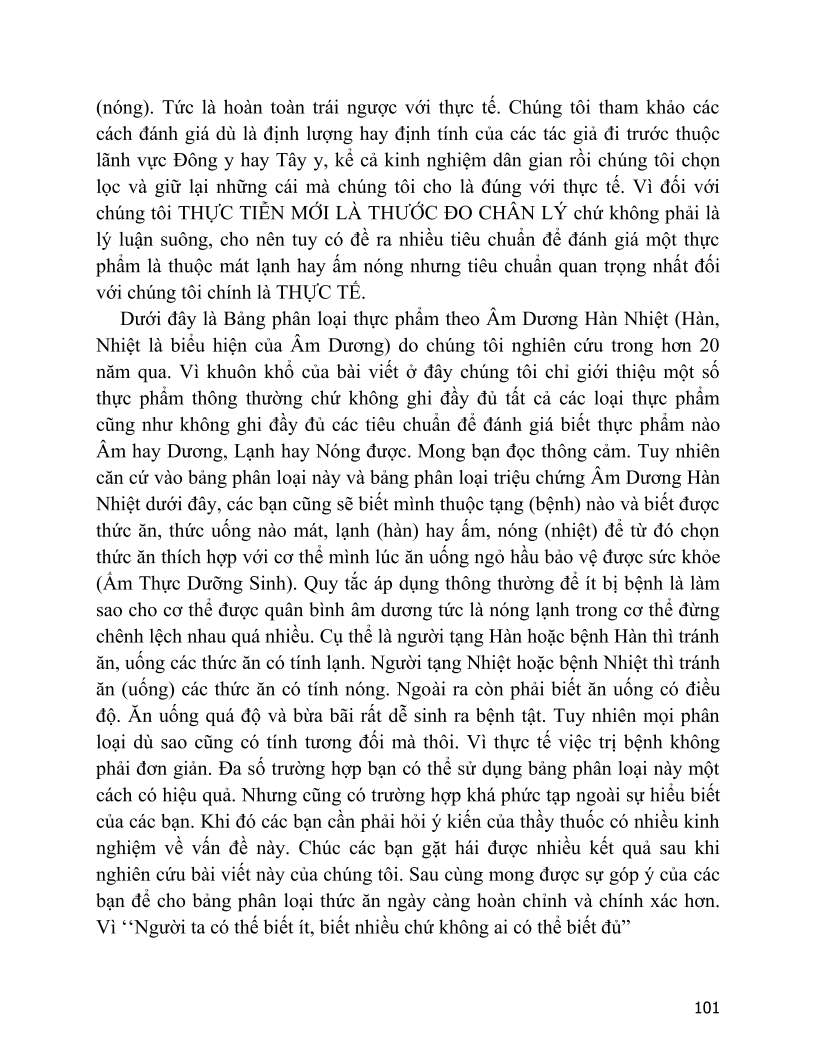 (nóng). Tức là hoàn toàn trái ngược với thực tế. Chúng tôi tham khảo các
cách đánh giá dù là định lượng hay định tính của các tác giả đi trước thuộc
lãnh vực Đông y hay Tây y, kể cả kinh nghiệm dân gian rồi chúng tôi chọn
lọc và giữ lại những cái mà chúng tôi cho là đúng với thực tế. Vì đối với
chúng tôi THỰC TIỄN MỚI LÀ THƯỚC ĐO CHÂN LÝ chứ không phải là
lý luận suông, cho nên tuy có đề ra nhiều tiêu chuẩn để đánh giá một thực
phẩm là thuộc mát lạnh hay ấm nóng nhưng tiêu chuẩn quan trọng nhất đối
với chúng tôi chính là THỰC TẾ.
Dưới đây là Bảng phân loại thực phẩm theo Âm Dương Hàn Nhiệt (Hàn,
Nhiệt là biểu hiện của Âm Dương) do chúng tôi nghiên cứu trong hơn 20
năm qua. Vì khuôn khổ của bài viết ở đây chúng tôi chỉ giới thiệu một số
thực phẩm thông thường chứ không ghi đầy đủ tất cả các loại thực phẩm
cũng như không ghi đầy đủ các tiêu chuẩn để đánh giá biết thực phẩm nào
Âm hay Dương, Lạnh hay Nóng được. Mong bạn đọc thông cảm. Tuy nhiên
căn cứ vào bảng phân loại này và bảng phân loại triệu chứng Âm Dương Hàn
Nhiệt dưới đây, các bạn cũng sẽ biết mình thuộc tạng (bệnh) nào và biết được
thức ăn, thức uống nào mát, lạnh (hàn) hay ấm, nóng (nhiệt) để từ đó chọn
thức ăn thích hợp với cơ thể mình lúc ăn uống ngỏ hầu bảo vệ được sức khỏe
(Ẩm Thực Dưỡng Sinh). Quy tắc áp dụng thông thường để ít bị bệnh là làm
sao cho cơ thể được quân bình âm dương tức là nóng lạnh trong cơ thể đừng
chênh lệch nhau quá nhiều. Cụ thể là người tạng Hàn hoặc bệnh Hàn thì tránh
ăn, uống các thức ăn có tính lạnh. Người tạng Nhiệt hoặc bệnh Nhiệt thì tránh
ăn (uống) các thức ăn có tính nóng. Ngoài ra còn phải biết ăn uống có điều
độ. Ăn uống quá độ và bừa bãi rất dễ sinh ra bệnh tật. Tuy nhiên mọi phân
loại dù sao cũng có tính tương đối mà thôi. Vì thực tế việc trị bệnh không
phải đơn giản. Đa số trường hợp bạn có thể sử dụng bảng phân loại này một
cách có hiệu quả. Nhưng cũng có trường hợp khá phức tạp ngoài sự hiểu biết
của các bạn. Khi đó các bạn cần phải hỏi ý kiến của thầy thuốc có nhiều kinh
nghiệm về vấn đề này. Chúc các bạn gặt hái được nhiều kết quả sau khi
nghiên cứu bài viết này của chúng tôi. Sau cùng mong được sự góp ý của các
bạn để cho bảng phân loại thức ăn ngày càng hoàn chỉnh và chính xác hơn.
Vì ‘‘Người ta có thế biết ít, biết nhiều chứ không ai có thể biết đủ”
101